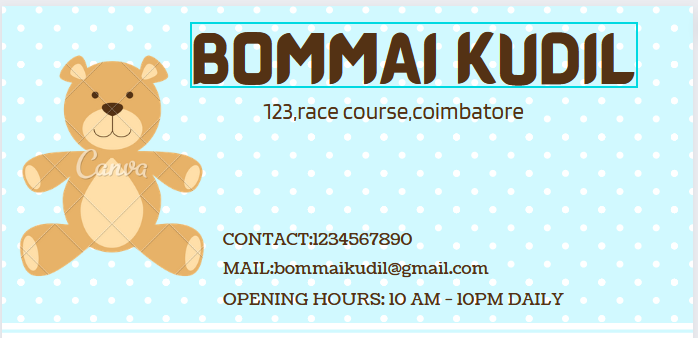 BOMMAI KUDIL
123,race course,coimbatore
Canva
CONTACT:1234567890
MAIL:bommaikudil@gmail.com
OPENING HOURS: 10 AM - 10PM DAILY